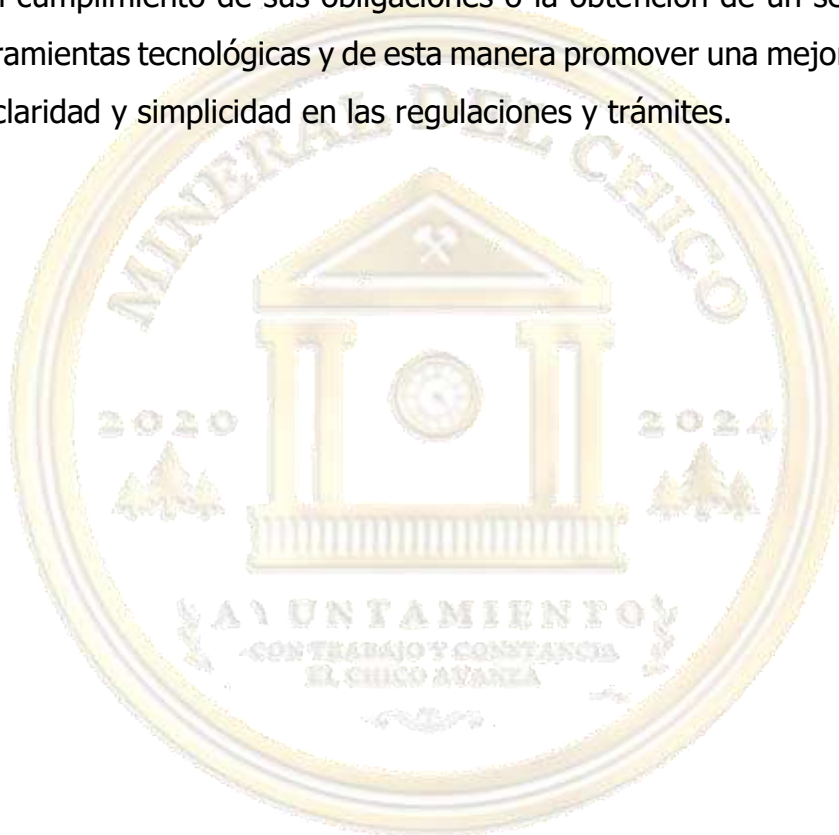 cumplimiento de sus obligaciones o la obtención de un
ramientas tecnológicas y de esta manera promover una mejor
claridad y simplicidad en las regulaciones y trámites.
MINERAL DEL CHICO
2020 2024
AYUNTAMIENTO
CON TRABAJO Y CONSTANCIA
EL CHICO AVANZA